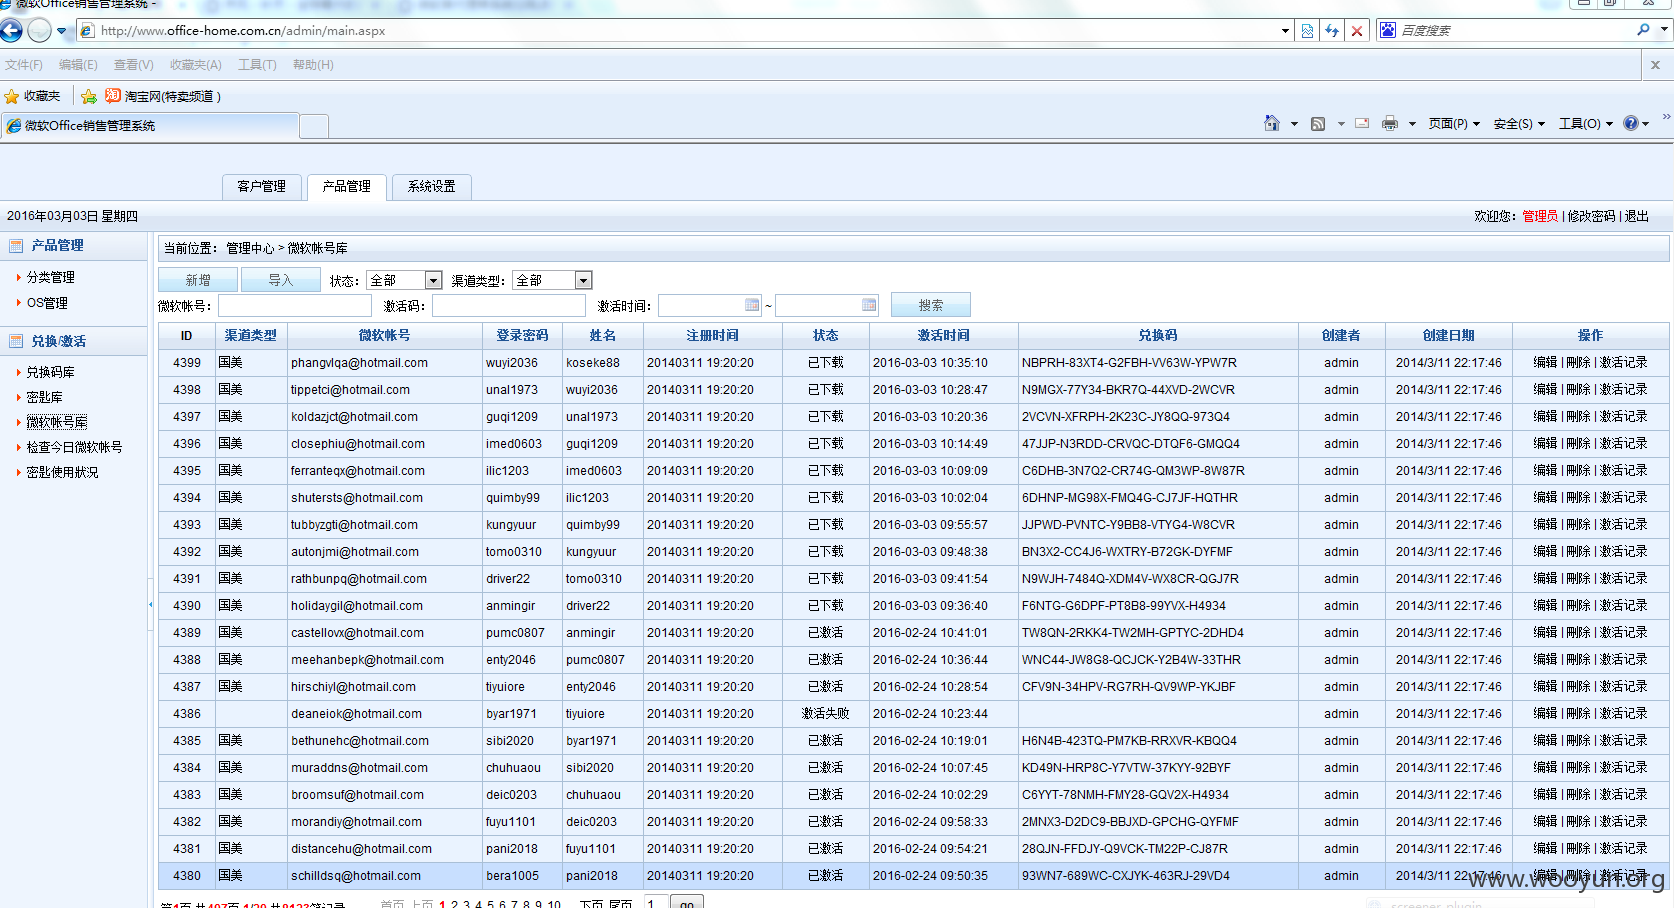 微软Office销售管理系统 -
http://www.office-home.com.cn/admin/main.aspx
百度搜索
文件(F) 编辑(E) 查看(V) 收藏夹(A) 工具(T) 帮助(H)
收藏夹 淘宝网(特卖频道)
微软Office销售管理系统
页面(P) 安全(S) 工具(O)
客户管理 产品管理 系统设置
2016年03月03日 星期四 欢迎您: 管理员 | 修改密码 | 退出
产品管理
分类管理
OS管理
兑换/激活
兑换码库
密匙库
微软帐号库
检查今日微软帐号
密匙使用狀况
当前位置: 管理中心 > 微软帐号库
新增 导入 状态: 全部 渠道类型: 全部
微软帐号: 激活码: 激活时间: ~ 搜索
ID 渠道类型 微软帐号 登录密码 姓名 注册时间 状态 激活时间 兑换码 创建者 创建日期 操作
4399 国美 phangvlqa@hotmail.com wuyi2036 koseke88 20140311 19:20:20 已下载 2016-03-03 10:35:10 NBPRH-83XT4-G2FBH-VV63W-YPW7R admin 2014/3/11 22:17:46 编辑 | 刪除 | 激活记录
4398 国美 tippetci@hotmail.com unal1973 wuyi2036 20140311 19:20:20 已下载 2016-03-03 10:28:47 N9MGX-77Y34-BKR7Q-44XVD-2WCVR admin 2014/3/11 22:17:46 编辑 | 刪除 | 激活记录
4397 国美 koldazjct@hotmail.com guqi1209 unal1973 20140311 19:20:20 已下载 2016-03-03 10:20:36 2VCVN-XFRPH-2K23C-JY8QQ-973Q4 admin 2014/3/11 22:17:46 编辑 | 刪除 | 激活记录
4396 国美 closephiu@hotmail.com imed0603 guqi1209 20140311 19:20:20 已下载 2016-03-03 10:14:49 47JJP-N3RDD-CRVQC-DTQF6-GMQQ4 admin 2014/3/11 22:17:46 编辑 | 刪除 | 激活记录
4395 国美 ferranteqx@hotmail.com ilic1203 imed0603 20140311 19:20:20 已下载 2016-03-03 10:09:09 C6DHB-3N7Q2-CR74G-QM3WP-8W87R admin 2014/3/11 22:17:46 编辑 | 刪除 | 激活记录
4394 国美 shutersts@hotmail.com quimby99 ilic1203 20140311 19:20:20 已下载 2016-03-03 10:02:04 6DHNP-MG98X-FMQ4G-CJ7JF-HQTHR admin 2014/3/11 22:17:46 编辑 | 刪除 | 激活记录
4393 国美 tubbyzgti@hotmail.com kungyuur quimby99 20140311 19:20:20 已下载 2016-03-03 09:55:57 JJPWD-PVNTC-Y9BB8-VTYG4-W8CVR admin 2014/3/11 22:17:46 编辑 | 刪除 | 激活记录
4392 国美 autonjmi@hotmail.com tomo0310 kungyuur 20140311 19:20:20 已下载 2016-03-03 09:48:38 BN3X2-CC4J6-WXTRY-B72GK-DYFMF admin 2014/3/11 22:17:46 编辑 | 刪除 | 激活记录
4391 国美 rathbunpq@hotmail.com driver22 tomo0310 20140311 19:20:20 已下载 2016-03-03 09:41:54 N9WJH-7484Q-XDM4V-WX8CR-QGJ7R admin 2014/3/11 22:17:46 编辑 | 刪除 | 激活记录
4390 国美 holidaygil@hotmail.com anmingir driver22 20140311 19:20:20 已下载 2016-03-03 09:36:40 F6NTG-G6DPF-PT8B8-99YVX-H4934 admin 2014/3/11 22:17:46 编辑 | 刪除 | 激活记录
4389 国美 castellovx@hotmail.com pumc0807 anmingir 20140311 19:20:20 已激活 2016-02-24 10:41:01 TW8QN-2RKK4-TW2MH-GPTYC-2DHD4 admin 2014/3/11 22:17:46 编辑 | 刪除 | 激活记录
4388 国美 meehanbepk@hotmail.com enty2046 pumc0807 20140311 19:20:20 已激活 2016-02-24 10:36:44 WNC44-JW8G8-QCJCK-Y2B4W-33THR admin 2014/3/11 22:17:46 编辑 | 刪除 | 激活记录
4387 国美 hirschiyl@hotmail.com tiyuiore enty2046 20140311 19:20:20 已激活 2016-02-24 10:28:54 CFV9N-34HPV-RG7RH-QV9WP-YKJBF admin 2014/3/11 22:17:46 编辑 | 刪除 | 激活记录
4386 deaneiok@hotmail.com byar1971 tiyuiore 20140311 19:20:20 激活失败 2016-02-24 10:23:44 admin 2014/3/11 22:17:46 编辑 | 刪除 | 激活记录
4385 国美 bethunehc@hotmail.com sibi2020 byar1971 20140311 19:20:20 已激活 2016-02-24 10:19:01 H6N4B-423TQ-PM7KB-RRXVR-KBQQ4 admin 2014/3/11 22:17:46 编辑 | 刪除 | 激活记录
4384 国美 muraddns@hotmail.com chuhuaou sibi2020 20140311 19:20:20 已激活 2016-02-24 10:07:45 KD49N-HRP8C-Y7VTW-37KYY-92BYF admin 2014/3/11 22:17:46 编辑 | 刪除 | 激活记录
4383 国美 broomsuf@hotmail.com deic0203 chuhuaou 20140311 19:20:20 已激活 2016-02-24 10:02:29 C6YYT-78NMH-FMY28-GQV2X-H4934 admin 2014/3/11 22:17:46 编辑 | 刪除 | 激活记录
4382 国美 morandiy@hotmail.com fuyu1101 deic0203 20140311 19:20:20 已激活 2016-02-24 09:58:33 2MNX3-D2DC9-BBJXD-GPCHG-QYFMF admin 2014/3/11 22:17:46 编辑 | 刪除 | 激活记录
4381 国美 distancehu@hotmail.com pani2018 fuyu1101 20140311 19:20:20 已激活 2016-02-24 09:54:21 28QJN-FFDJY-Q9VCK-TM22P-CJ87R admin 2014/3/11 22:17:46 编辑 | 刪除 | 激活记录
4380 国美 schilldsq@hotmail.com bera1005 pani2018 20140311 19:20:20 已激活 2016-02-24 09:50:35 93WN7-689WC-CXJYK-463RJ-29VD4 admin 2014/3/11 22:17:46 编辑 | 刪除 | 激活记录
www.wooyun.org
第1页 共407页 1/20 共8123笔记录 首页 上页 1 2 3 4 5 6 7 8 9 10 下页 尾页 1 go